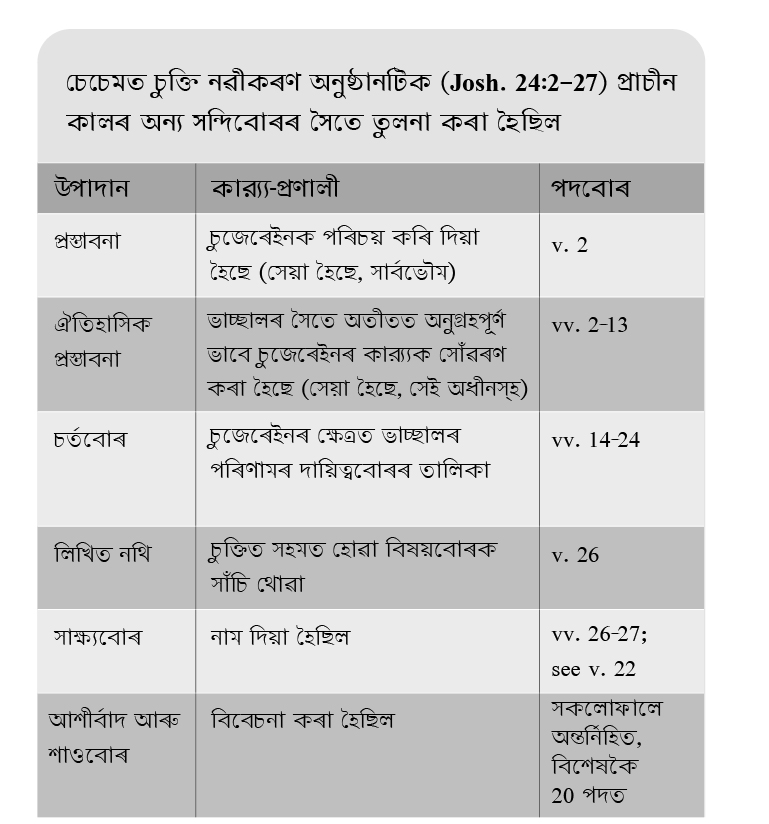 চেচেমত চুক্তি নৱীকৰণ অনুষ্ঠানটিক (Josh. 24:2–27) প্ৰাচীন
কালৰ অন্য সন্দিবোৰৰ সৈতে তুলনা কৰা হৈছিল
উপাদান কাৰ্য্য-প্ৰণালী পদবোৰ
প্ৰস্তাবনা
চুজেৰেইনক পৰিচয় কৰি দিয়া
হৈছে (সেয়া হৈছে, সাৰ্বভৌম)
v. 2
ঐতিহাসিক
প্ৰস্তাবনা
ভাচ্ছালৰ সৈতে অতীতত অনুগ্ৰহপূৰ্ণ
ভাবে চুজেৰেইনৰ কাৰ্য্যক সোঁৱৰণ
কৰা হৈছে (সেয়া হৈছে, সেই অধীনস্হ)
vv. 2-13
চৰ্তবোৰ
চুজেৰেইনৰ ক্ষেত্ৰত ভাচ্ছালৰ
পৰিণামৰ দায়িত্ববোৰৰ তালিকা
vv. 14-24
লিখিত নথি
চুক্তিত সহমত হোৱা বিষয়বোৰক
সাঁচি থোৱা
v. 26
সাক্ষ্যবোৰ
নাম দিয়া হৈছিল
vv. 26-27;
see v. 22
আশীৰ্বাদ আৰু
শাওবোৰ
বিবেচনা কৰা হৈছিল
সকলোফালে
অন্তৰ্নিহিত,
বিশেষকৈ
20 পদত